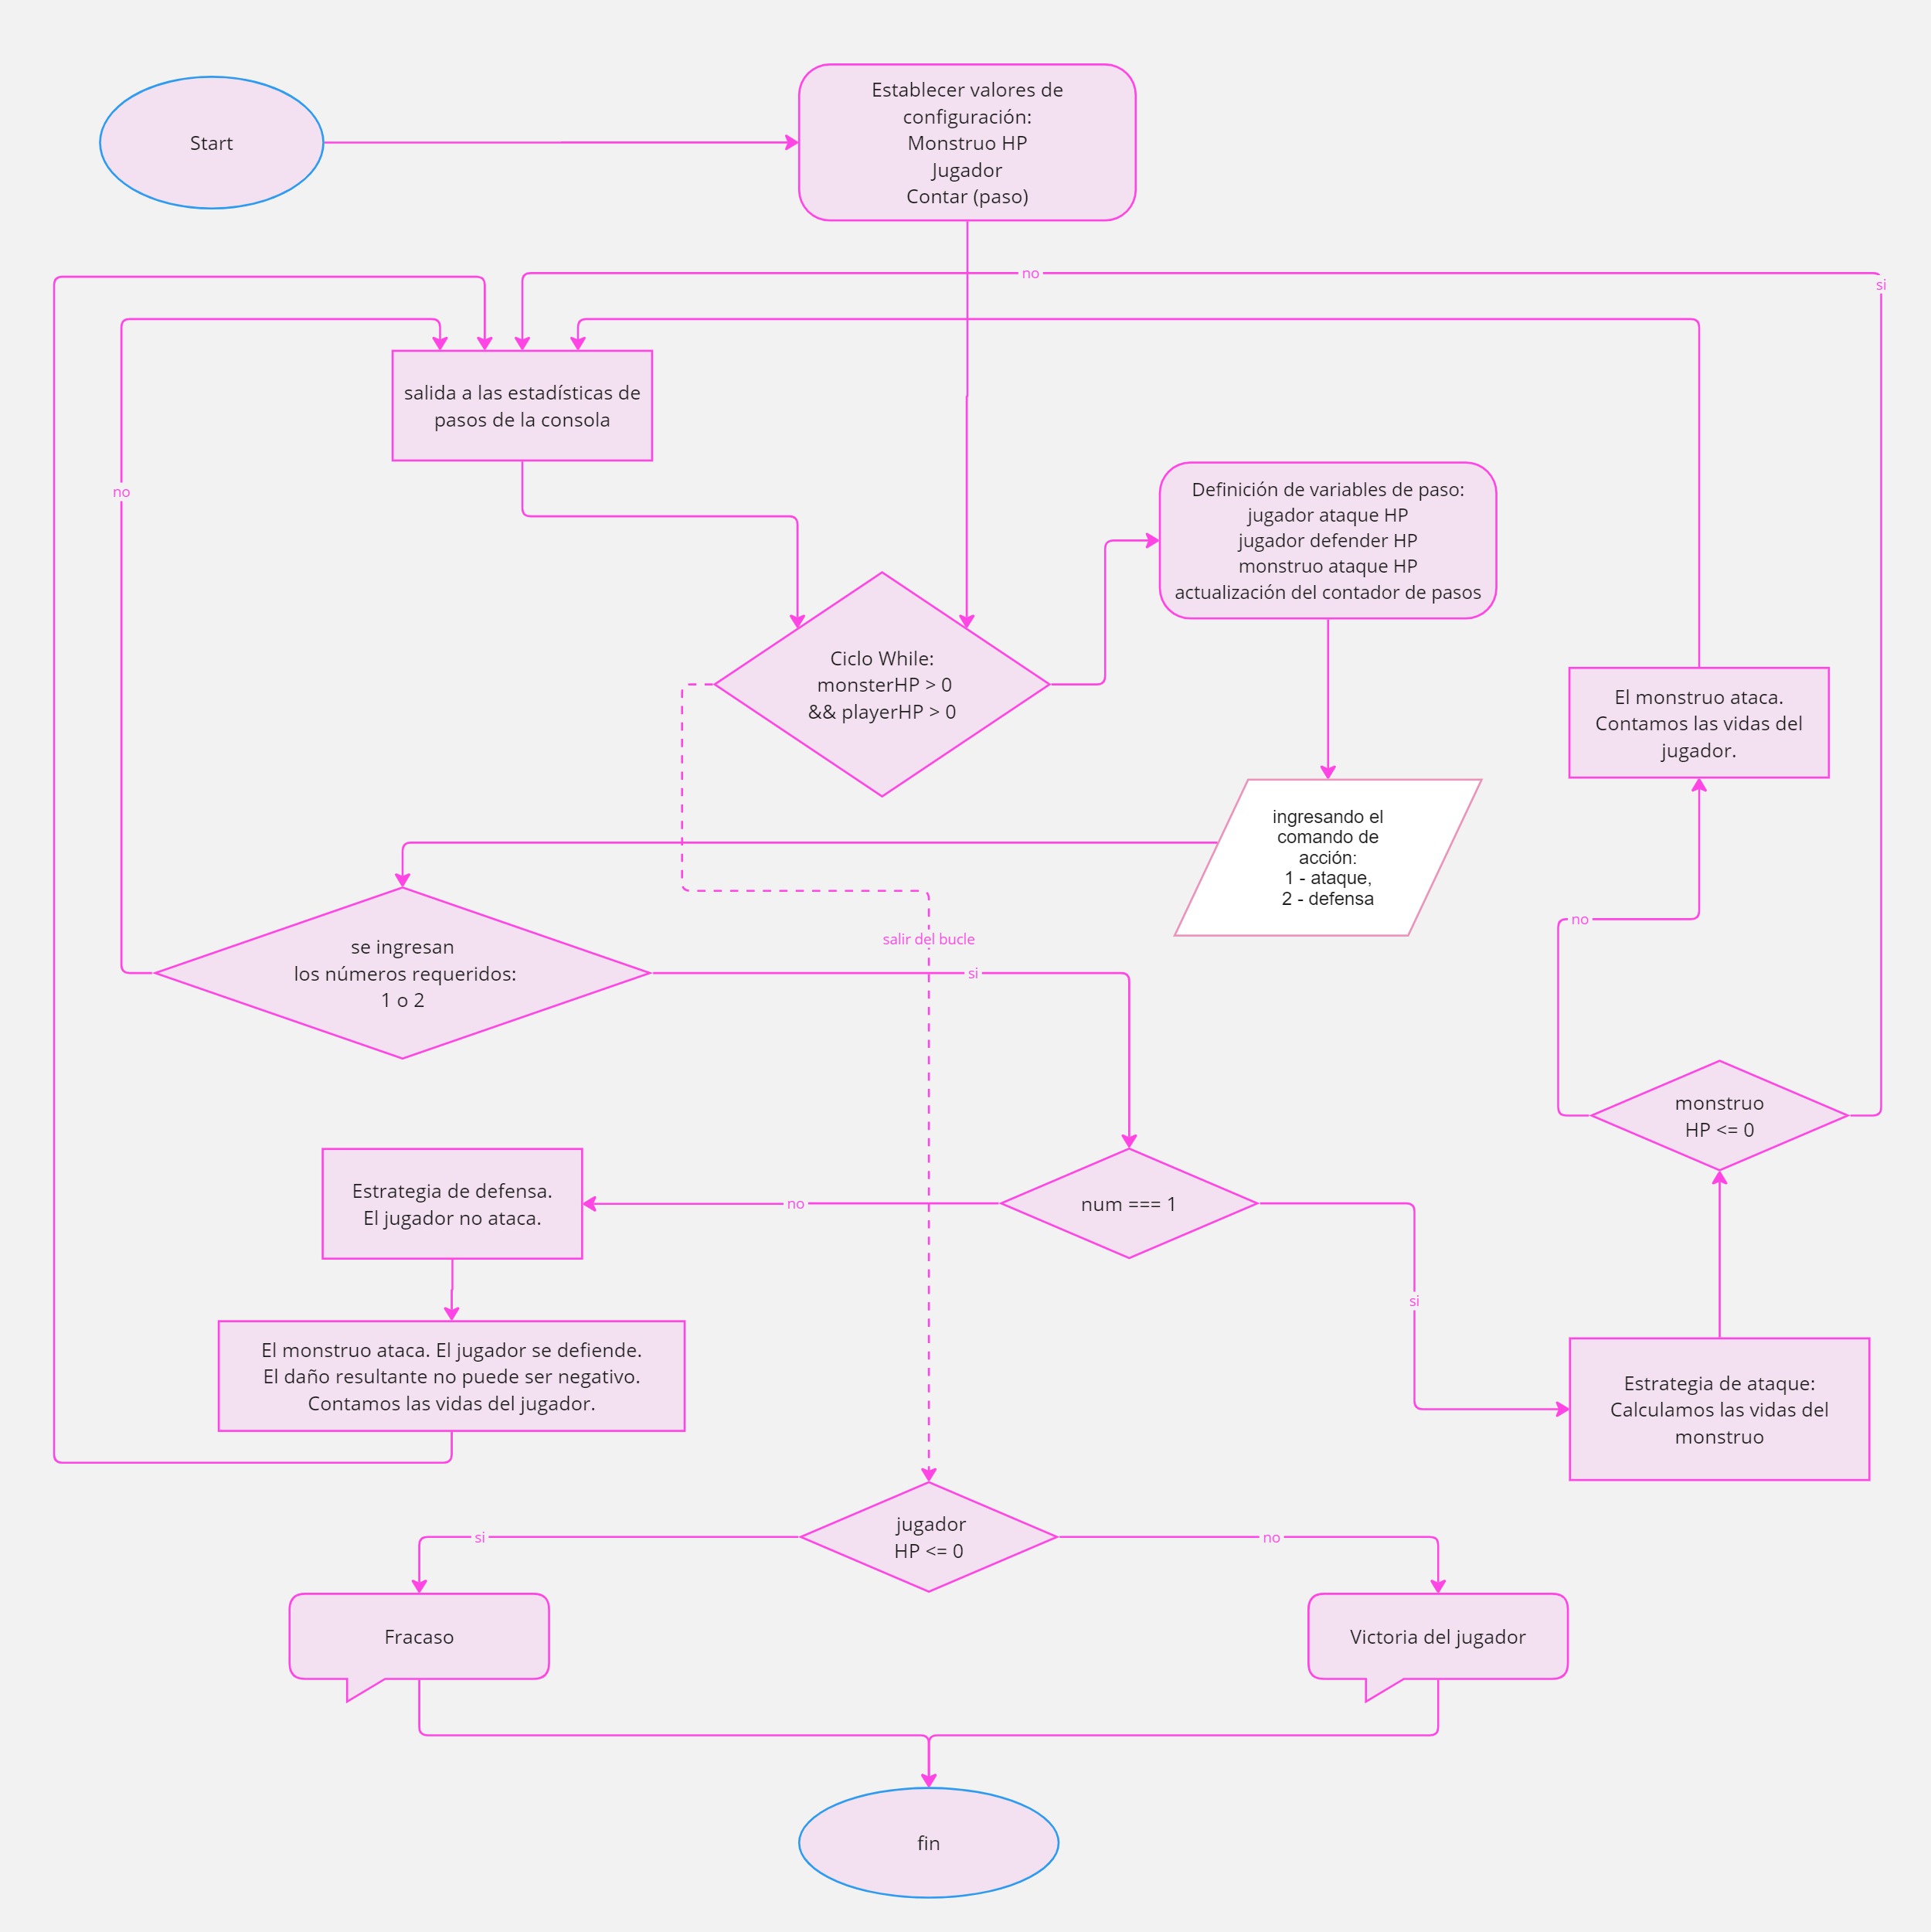 Start
Establecer valores de
configuración:
Monstruo HP
Jugador
Contar (paso)
no
si
salida a las estadísticas de
pasos de la consola
no
Definición de variables de paso:
jugador ataque HP
jugador defender HP
monstruo ataque HP
actualización del contador de pasos
Ciclo While:
monsterHP > 0
&& playerHP > 0
El monstruo ataca.
Contamos las vidas del
jugador.
ingresando el
comando de
acción:
1 - ataque,
2 - defensa
no
salir del bucle
se ingresan
los números requeridos:
1 o 2
si
monstruo
HP <= 0
Estrategia de defensa.
El jugador no ataca.
no
num === 1
si
El monstruo ataca. El jugador se defiende.
El daño resultante no puede ser negativo.
Contamos las vidas del jugador.
Estrategia de ataque:
Calculamos las vidas del
monstruo
jugador
HP <= 0
si
no
Fracaso
Victoria del jugador
fin